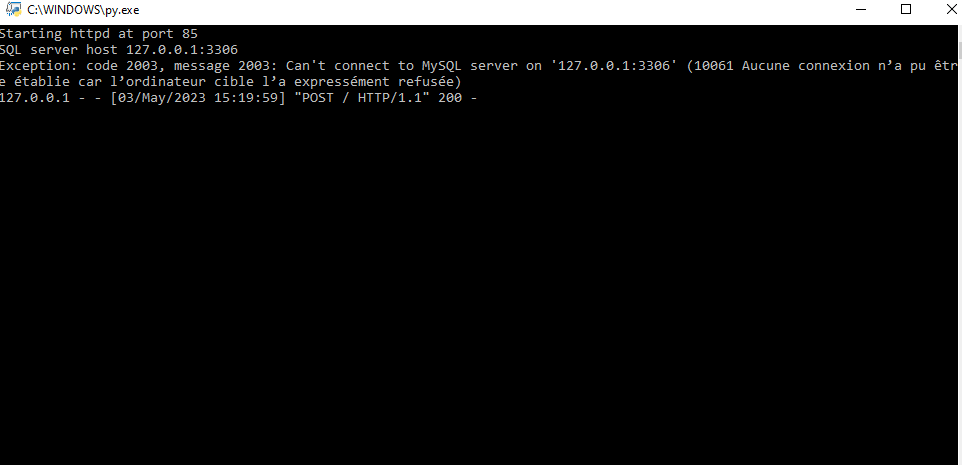 C:\WINDOWS\py.exe
Starting httpd at port 85
SQL server host 127.0.0.1:3306
Exception: code 2003, message 2003: Can't connect to MySQL server on '127.0.0.1:3306' (10061 Aucune connexion n’a pu êtr
e établie car l’ordinateur cible l’a expressément refusée)
127.0.0.1 - - [03/May/2023 15:19:59] "POST / HTTP/1.1" 200 -